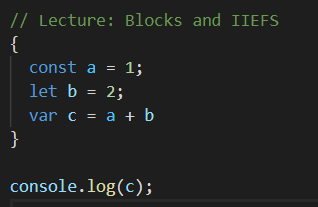 // Lecture: Blocks and IIEFS
{
  const a = 1;
  let b = 2;
  var c = a + b
}

console.log(c);